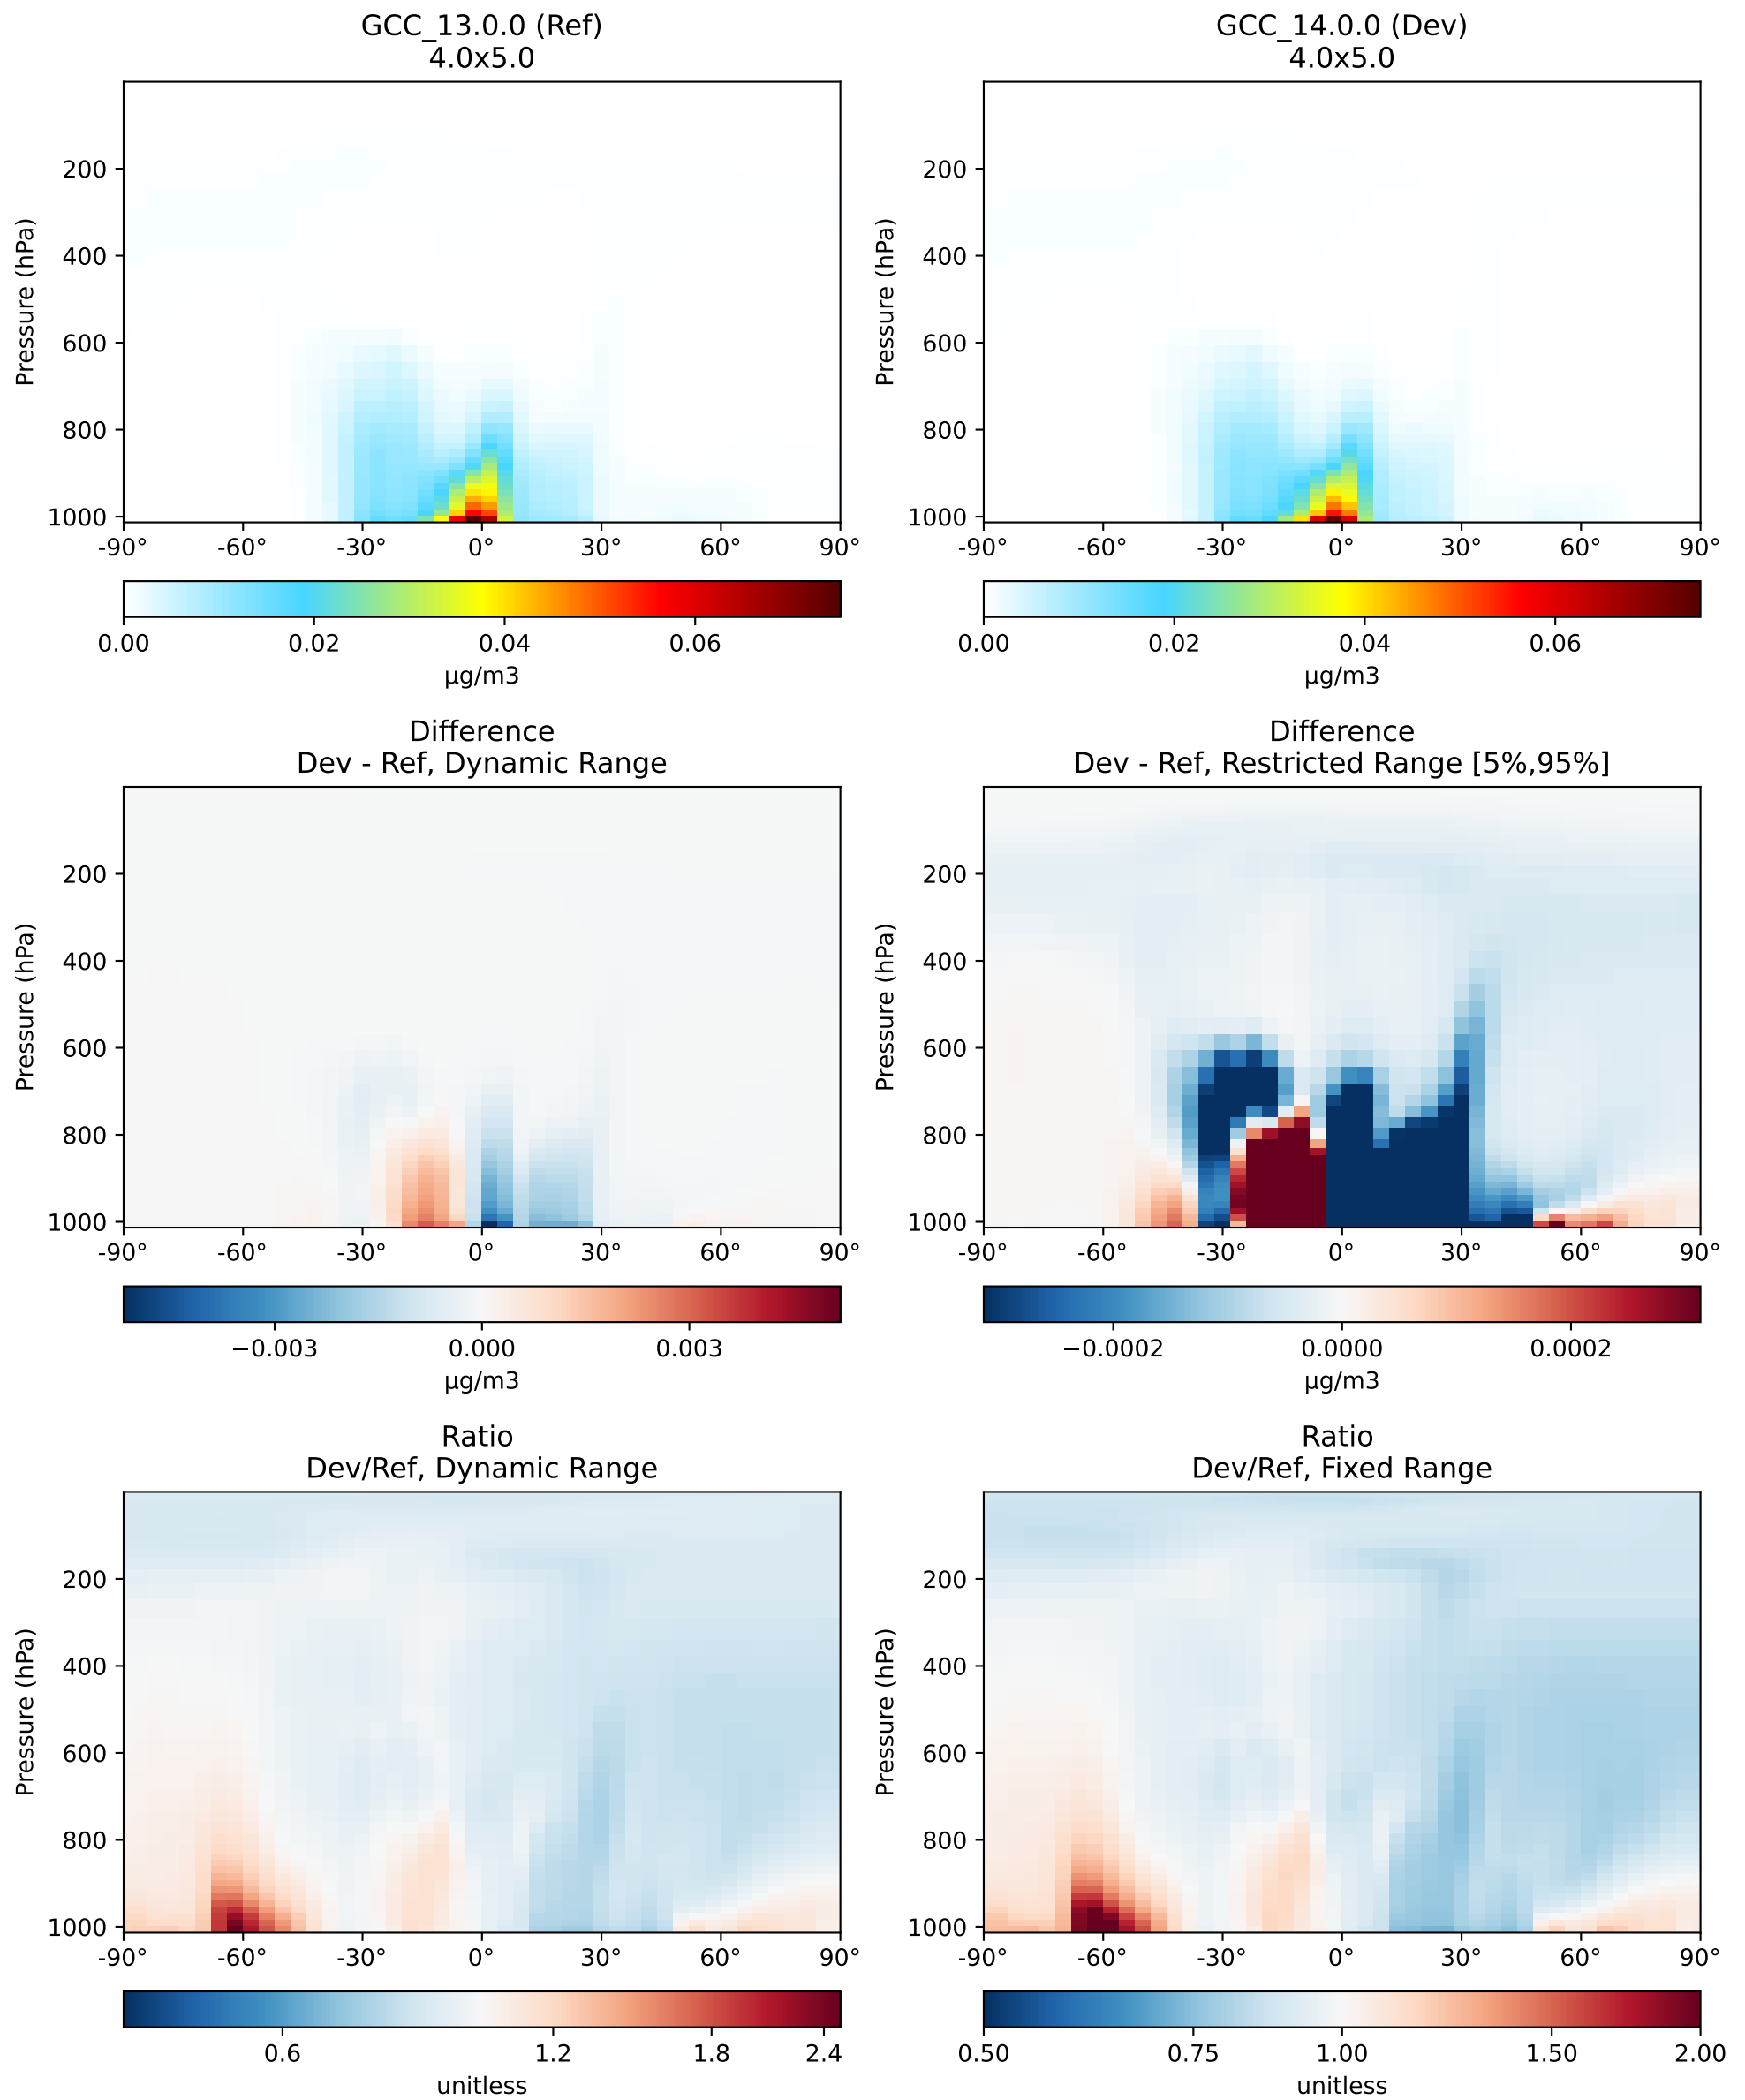 GCC_13.0.0 (Ref)
4.0x5.0
Pressure (hPa)
200
400
600
800
1000
-90° -60° -30° 0° 30° 60° 90°
0.00 0.02 0.04 0.06
μg/m3
GCC_14.0.0 (Dev)
4.0x5.0
Pressure (hPa)
200
400
600
800
1000
-90° -60° -30° 0° 30° 60° 90°
0.00 0.02 0.04 0.06
μg/m3
Difference
Dev - Ref, Dynamic Range
Pressure (hPa)
200
400
600
800
1000
-90° -60° -30° 0° 30° 60° 90°
−0.003 0.000 0.003
μg/m3
Difference
Dev - Ref, Restricted Range [5%,95%]
Pressure (hPa)
200
400
600
800
1000
-90° -60° -30° 0° 30° 60° 90°
−0.0002 0.0000 0.0002
μg/m3
Ratio
Dev/Ref, Dynamic Range
Pressure (hPa)
200
400
600
800
1000
-90° -60° -30° 0° 30° 60° 90°
0.6 1.2 1.8 2.4
unitless
Ratio
Dev/Ref, Fixed Range
Pressure (hPa)
200
400
600
800
1000
-90° -60° -30° 0° 30° 60° 90°
0.50 0.75 1.00 1.50 2.00
unitless